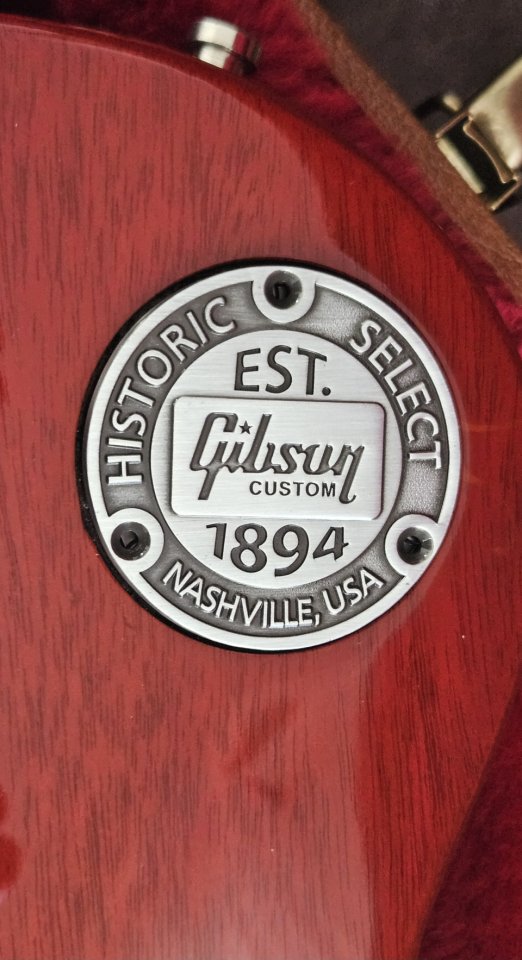 HISTORIC SELECT
EST.
Gibson
CUSTOM
1894
NASHVILLE, USA